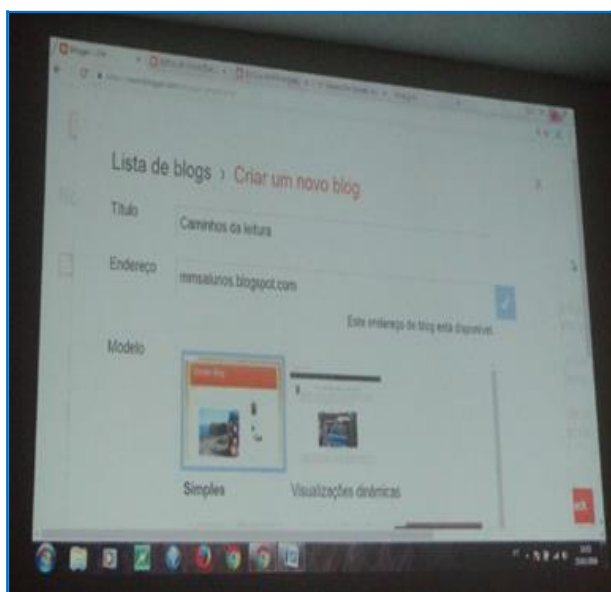 Lista de blogs › Criar um novo blog
Título
Caminhos da leitura
Endereço
mmsalunos.blogspot.com
Este endereço de blog está disponível.
Modelo
Simples
Visualizações dinâmicas
PT